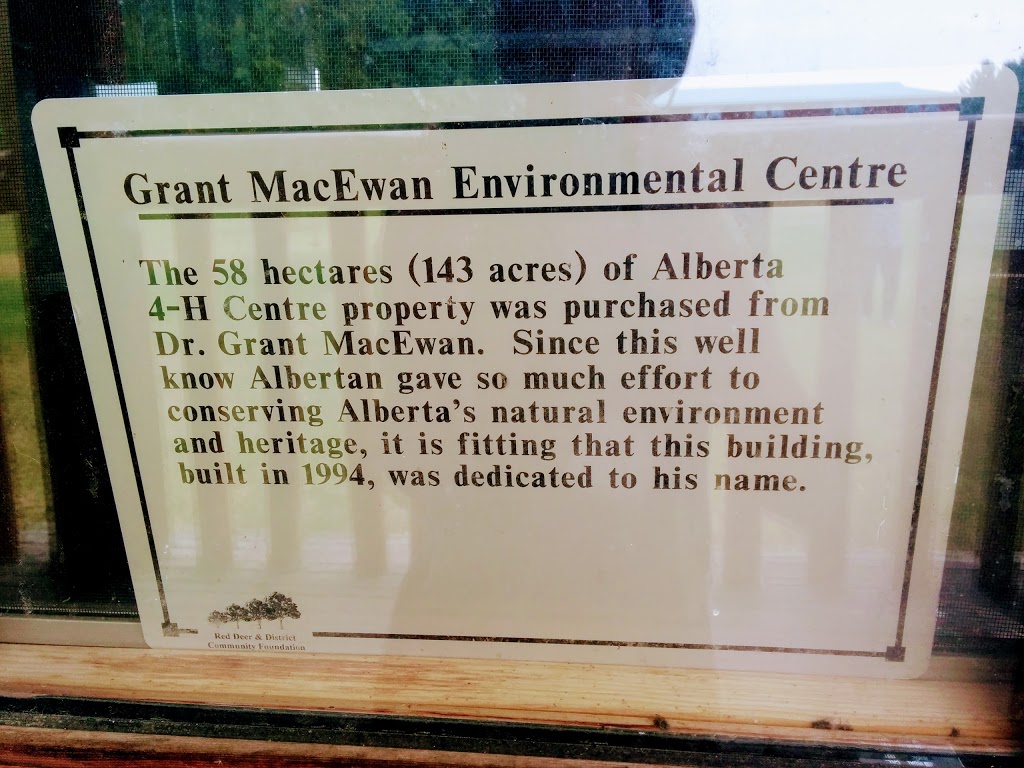 Grant MacEwan Environmental Centre
The 58 hectares (143 acres) of Alberta
4-H Centre property was purchased from
Dr. Grant MacEwan. Since this well
know Albertan gave so much effort to
conserving Alberta's natural environment
and heritage, it is fitting that this building,
built in 1994, was dedicated to his name.
Red Deer & District
Community Foundation